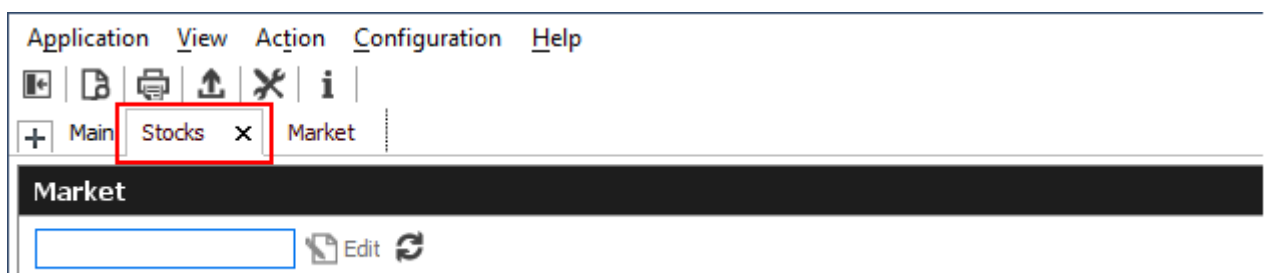 Application View Action Configuration Help
Main Stocks Market
Market
Edit